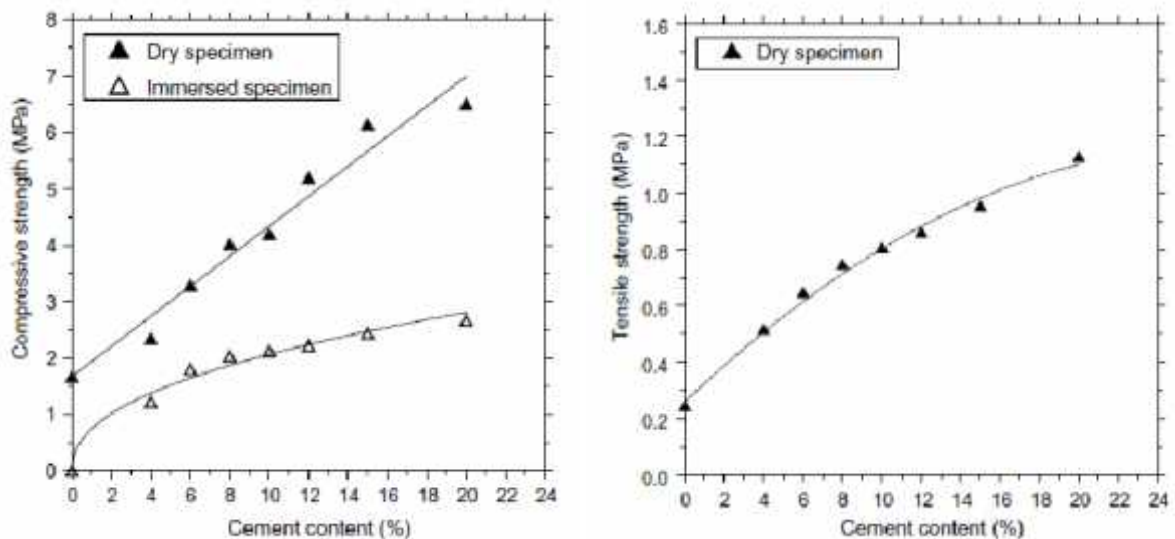 8
7
6
5
4
3
2
1
0
Compressive strength (MPa)
Dry specimen
Immersed specimen
0 2 4 6 8 10 12 14 16 18 20 22 24
Cement content (%)
1.6
1.4
1.2
1.0
0.8
0.6
0.4
0.2
0.0
Tensile strength (MPa)
Dry specimen
0 2 4 6 8 10 12 14 16 18 20 22 24
Cement content (%)